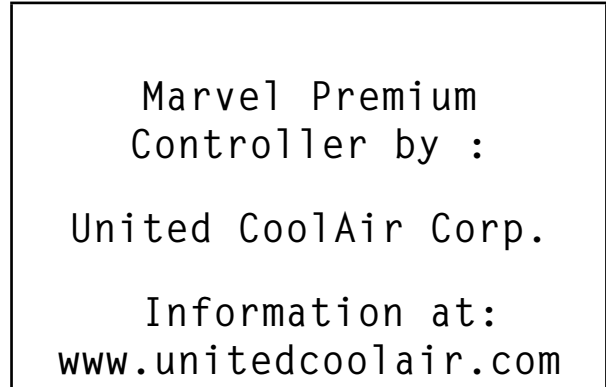 Marvel Premium
Controller by :
United CoolAir Corp.
Information at:
www.unitedcoolair.com